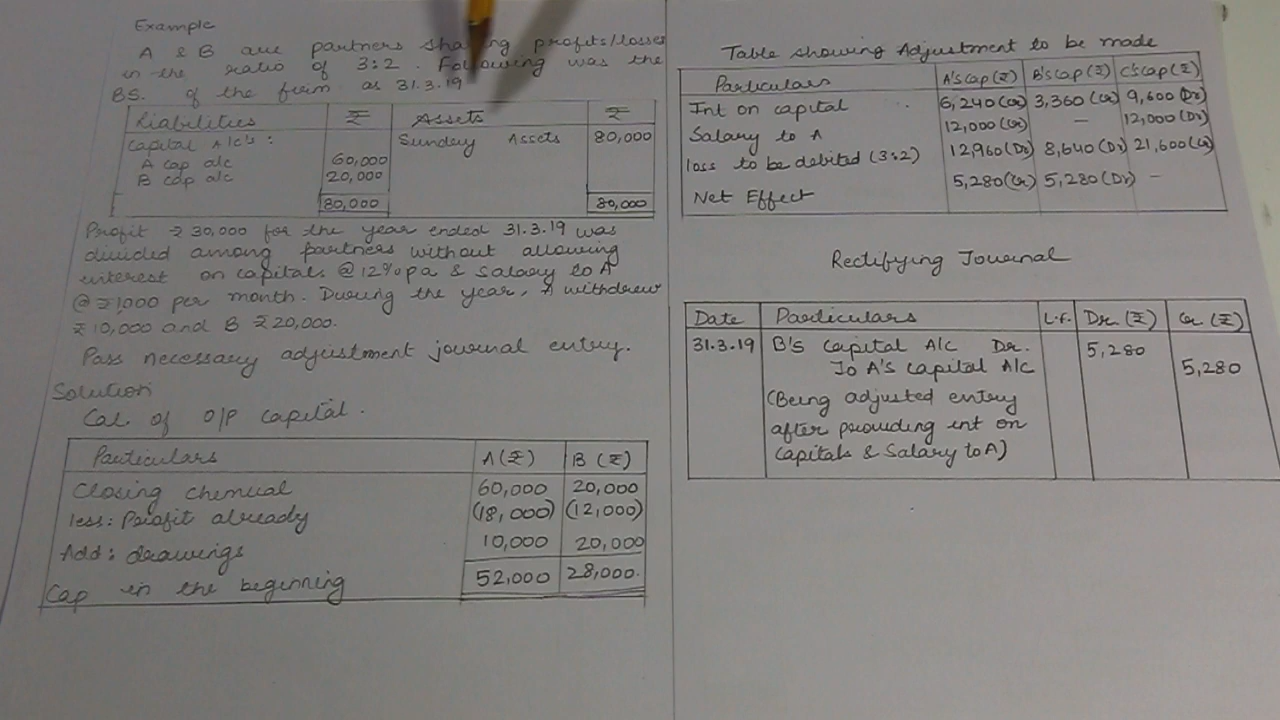 Example
A & B are partners sharing profits/losses
in the ratio of 3:2. Following was the
BS. of the firm as 31.3.19
Liabilities ₹ Assets ₹
Capital A/c's: Sundry Assets 80,000
A cap a/c 60,000
B cap a/c 20,000
80,000 80,000
Profit ₹ 30,000 for the year ended 31.3.19 was
divided among partners without allowing
interest on capitals @ 12% pa & salary to A
@ ₹1,000 per month. During the year, A withdrew
₹ 10,000 and B ₹ 20,000.
Pass necessary adjustment journal entry.
Solution
Cal. of O/P capital.
Particulars A (₹) B (₹)
Closing chemical 60,000 20,000
less: Profit already (18,000) (12,000)
Add: drawings 10,000 20,000
Cap in the beginning 52,000 28,000.
Table showing Adjustment to be made
Particulars A's Cap (₹) B's Cap (₹) C's Cap (₹)
Int on capital .. 6,240 (Cr) 3,360 (Cr) 9,600 (Dr)
Salary to A 12,000 (Cr) — 12,000 (Dr)
loss to be debited (3:2) 12,960 (Dr) 8,640 (Dr) 21,600 (Cr)
Net Effect 5,280 (Cr) 5,280 (Dr) —
Rectifying Journal
Date Particulars L.f. Dr. (₹) Cr. (₹)
31.3.19 B's capital A/c Dr. 5,280
To A's capital A/c 5,280
(Being adjusted entry
after providing int on
capitals & Salary to A)